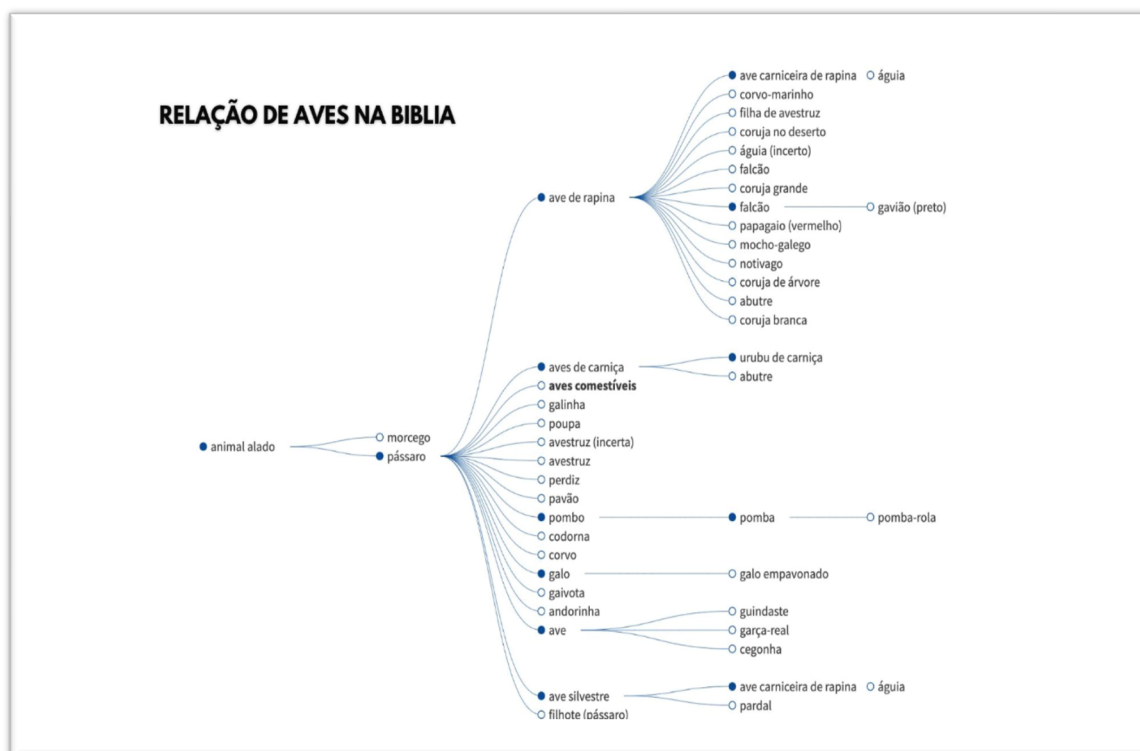 RELAÇÃO DE AVES NA BIBLIA
ave carniceira de rapina águia
corvo-marinho
filha de avestruz
coruja no deserto
águia (incerto)
falcão
coruja grande
ave de rapina
falcão gavião (preto)
papagaio (vermelho)
mocho-galego
notivago
coruja de árvore
abutre
coruja branca
urubu de carniça
aves de carniça
abutre
aves comestíveis
galinha
poupa
morcego
avestruz (incerta)
animal alado
pássaro
avestruz
perdiz
pavão
pombo pomba pomba-rola
codorna
corvo
galo galo empavonado
gaivota
andorinha
guindaste
ave garça-real
cegonha
ave carniceira de rapina águia
ave silvestre
pardal
filhote (pássaro)